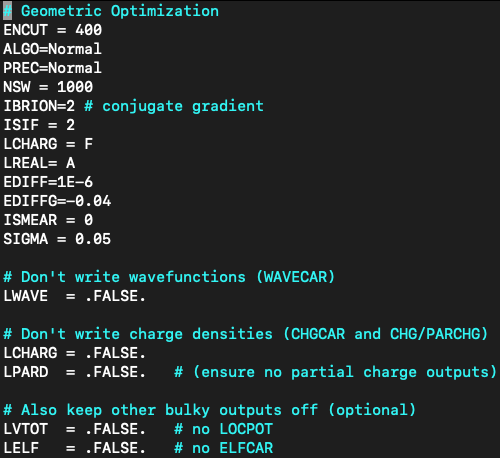 # Geometric Optimization
ENCUT = 400
ALGO=Normal
PREC=Normal
NSW = 1000
IBRION=2 # conjugate gradient
ISIF = 2
LCHARG = F
LREAL= A
EDIFF=1E-6
EDIFFG=-0.04
ISMEAR = 0
SIGMA = 0.05
# Don't write wavefunctions (WAVECAR)
LWAVE  = .FALSE.
# Don't write charge densities (CHGCAR and CHG/PARCHG)
LCHARG = .FALSE.
LPARD  = .FALSE.   # (ensure no partial charge outputs)
# Also keep other bulky outputs off (optional)
LVTOT  = .FALSE.   # no LOCPOT
LELF   = .FALSE.   # no ELFCAR